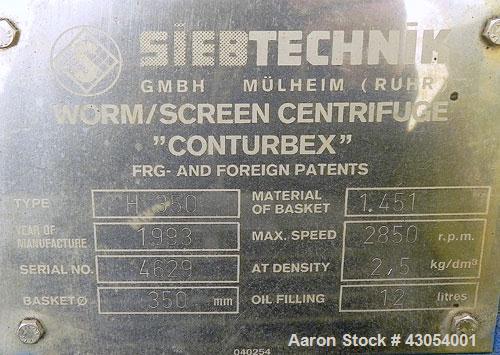 SIEBTECHNIK
GMBH MÜLHEIM (RUHR)
WORM/SCREEN CENTRIFUGE
"CONTURBEX"
FRG- AND FOREIGN PATENTS
TYPE H 350
MATERIAL OF BASKET 1.451
YEAR OF MANUFACTURE 1993
MAX. SPEED 2850 r.p.m.
SERIAL NO. 4629
AT DENSITY 2,5 kg/dm³
BASKET Ø 350 mm
OIL FILLING 12 litres
040254
Aaron Stock # 43054001